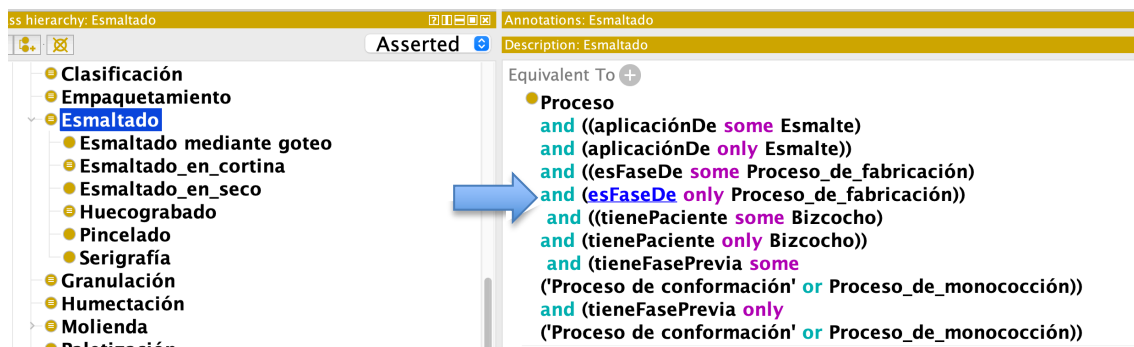 ss hierarchy: Esmaltado
Asserted
Clasificación
Empaquetamiento
Esmaltado
Esmaltado mediante goteo
Esmaltado_en_cortina
Esmaltado_en_seco
Huecograbado
Pincelado
Serigrafía
Granulación
Humectación
Molienda
Paletización
Annotations: Esmaltado
Description: Esmaltado
Equivalent To
Proceso
and ((aplicaciónDe some Esmalte)
and (aplicaciónDe only Esmalte))
and ((esFaseDe some Proceso_de_fabricación)
and (esFaseDe only Proceso_de_fabricación))
and ((tienePaciente some Bizcocho)
and (tienePaciente only Bizcocho))
and (tieneFasePrevia some
('Proceso de conformación' or Proceso_de_monococción))
and (tieneFasePrevia only
('Proceso de conformación' or Proceso_de_monococción))